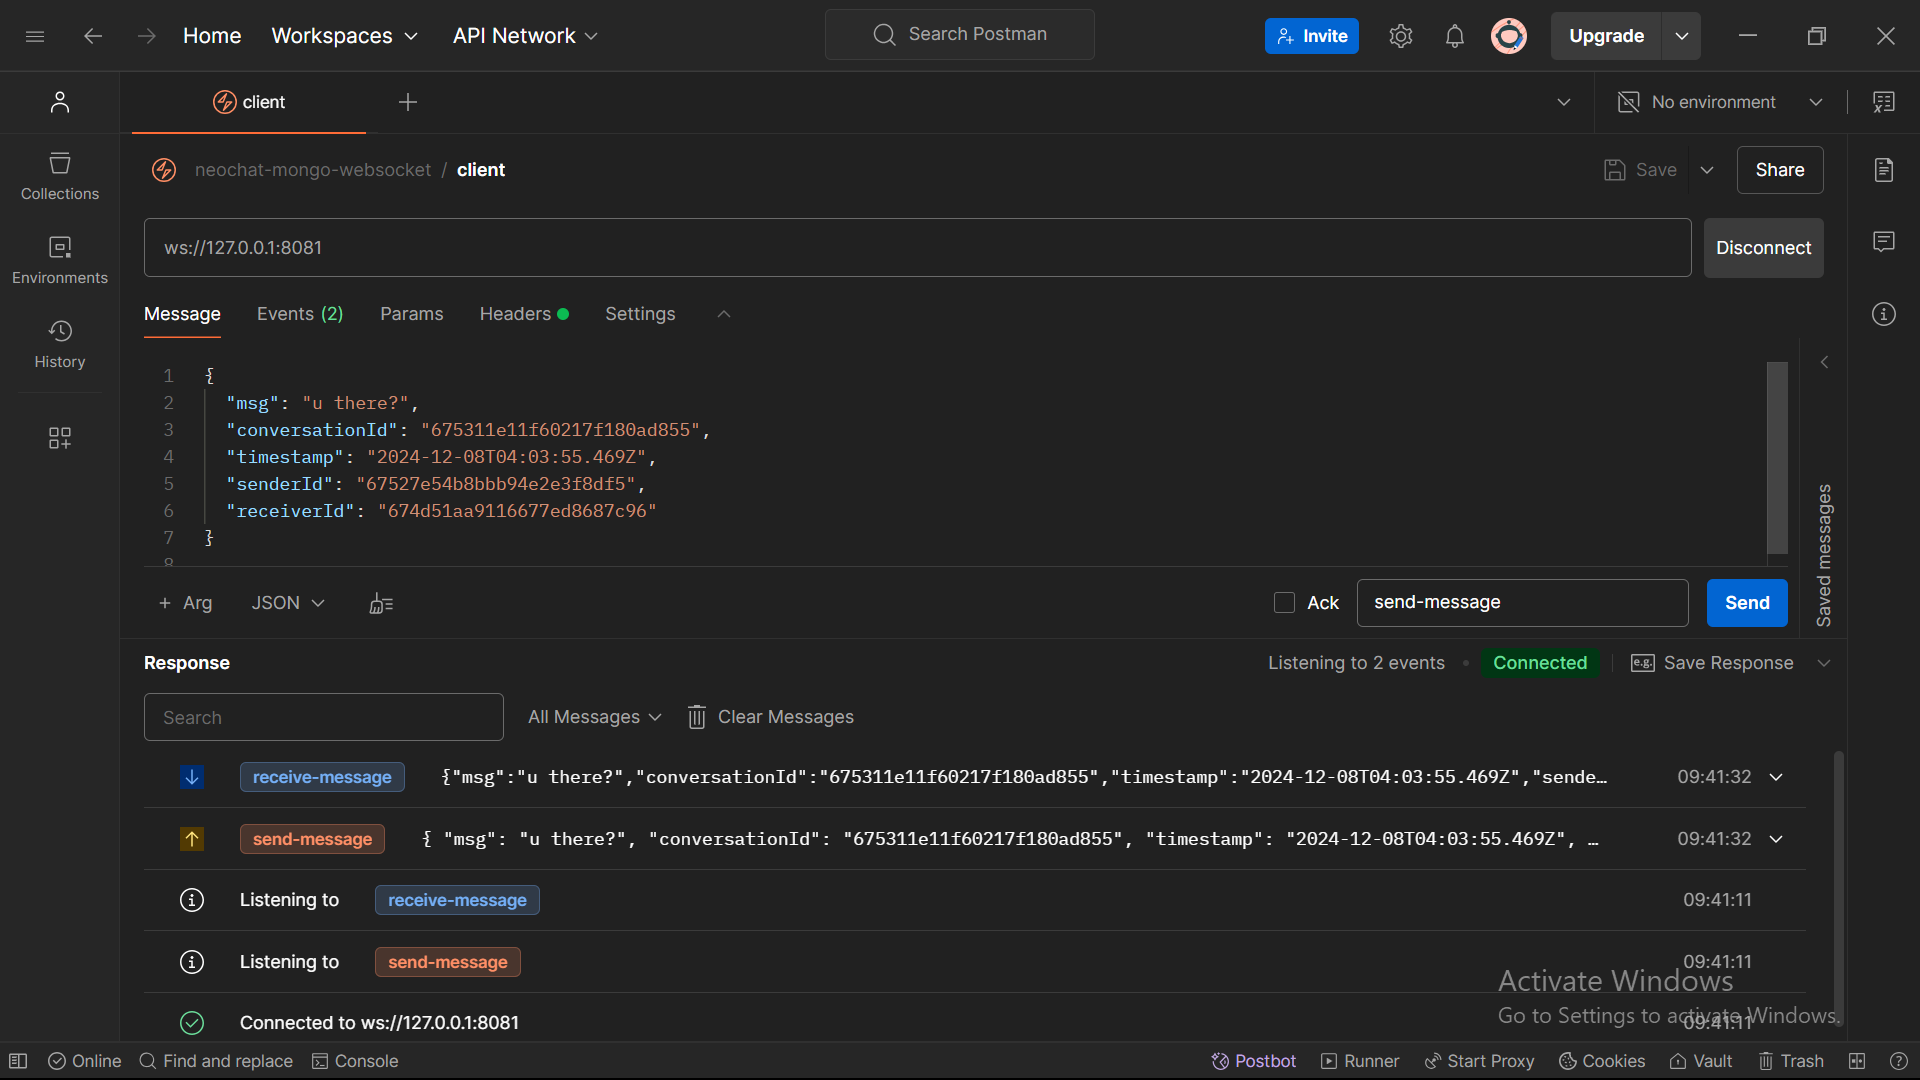 Home Workspaces API Network Search Postman Invite Upgrade
client No environment
neochat-mongo-websocket / client Save Share
Collections
ws://127.0.0.1:8081 Disconnect
Environments
Message Events (2) Params Headers Settings
History
1 {
2 "msg": "u there?",
3 "conversationId": "675311e11f60217f180ad855",
4 "timestamp": "2024-12-08T04:03:55.469Z",
5 "senderId": "67527e54b8bbb94e2e3f8df5",
6 "receiverId": "674d51aa9116677ed8687c96"
7 }
8
Saved messages
+ Arg JSON Ack send-message Send
Response Listening to 2 events Connected e.g. Save Response
Search All Messages Clear Messages
receive-message {"msg":"u there?","conversationId":"675311e11f60217f180ad855","timestamp":"2024-12-08T04:03:55.469Z","sende… 09:41:32
send-message { "msg": "u there?", "conversationId": "675311e11f60217f180ad855", "timestamp": "2024-12-08T04:03:55.469Z", … 09:41:32
Listening to receive-message 09:41:11
Listening to send-message 09:41:11
Activate Windows
Connected to ws://127.0.0.1:8081 09:41:11
Go to Settings to activate Windows.
Online Find and replace Console Postbot Runner Start Proxy Cookies Vault Trash